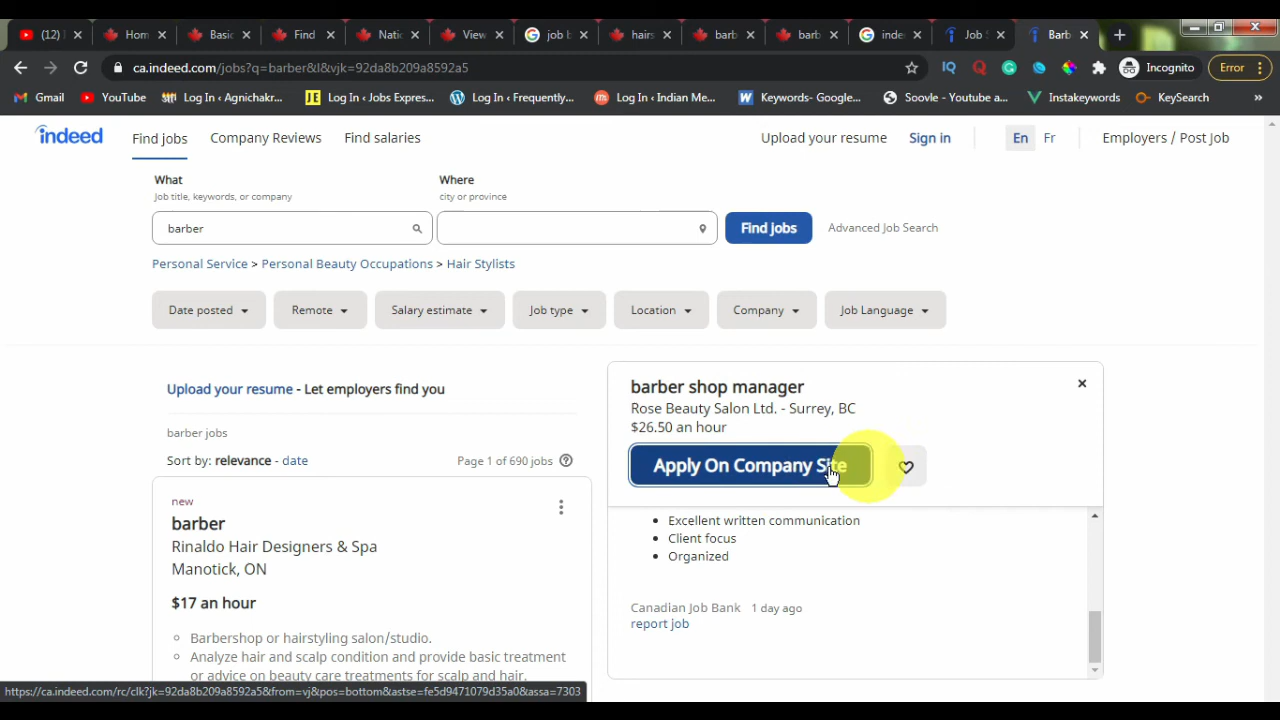 (12)
Hom
Basic
Find
Natic
View
job b
hairs
barb
barb
inde
Job S
Barb
ca.indeed.com/jobs?q=barber&l&vjk=92da8b209a8592a5
Incognito
Error
Gmail
YouTube
Log In ‹ Agnichakr...
Log In ‹ Jobs Expres...
Log In ‹ Frequently...
Log In ‹ Indian Me...
Keywords- Google...
Soovle - Youtube a...
Instakeywords
KeySearch
»
indeed
Find jobs
Company Reviews
Find salaries
Upload your resume
Sign in
En
Fr
Employers / Post Job
What
Job title, keywords, or company
Where
city or province
barber
Find jobs
Advanced Job Search
Personal Service > Personal Beauty Occupations > Hair Stylists
Date posted
Remote
Salary estimate
Job type
Location
Company
Job Language
Upload your resume - Let employers find you
barber jobs
Sort by: relevance - date
Page 1 of 690 jobs
new
barber
Rinaldo Hair Designers & Spa
Manotick, ON
$17 an hour
Barbershop or hairstyling salon/studio.
Analyze hair and scalp condition and provide basic treatment
or advice on beauty care treatments for scalp and hair.
barber shop manager
Rose Beauty Salon Ltd. - Surrey, BC
$26.50 an hour
Apply On Company Site
Excellent written communication
Client focus
Organized
Canadian Job Bank 1 day ago
report job
https://ca.indeed.com/rc/clk?jk=92da8b209a8592a5&from=vj&pos=bottom&astse=fe5d9471079d35a0&assa=7303